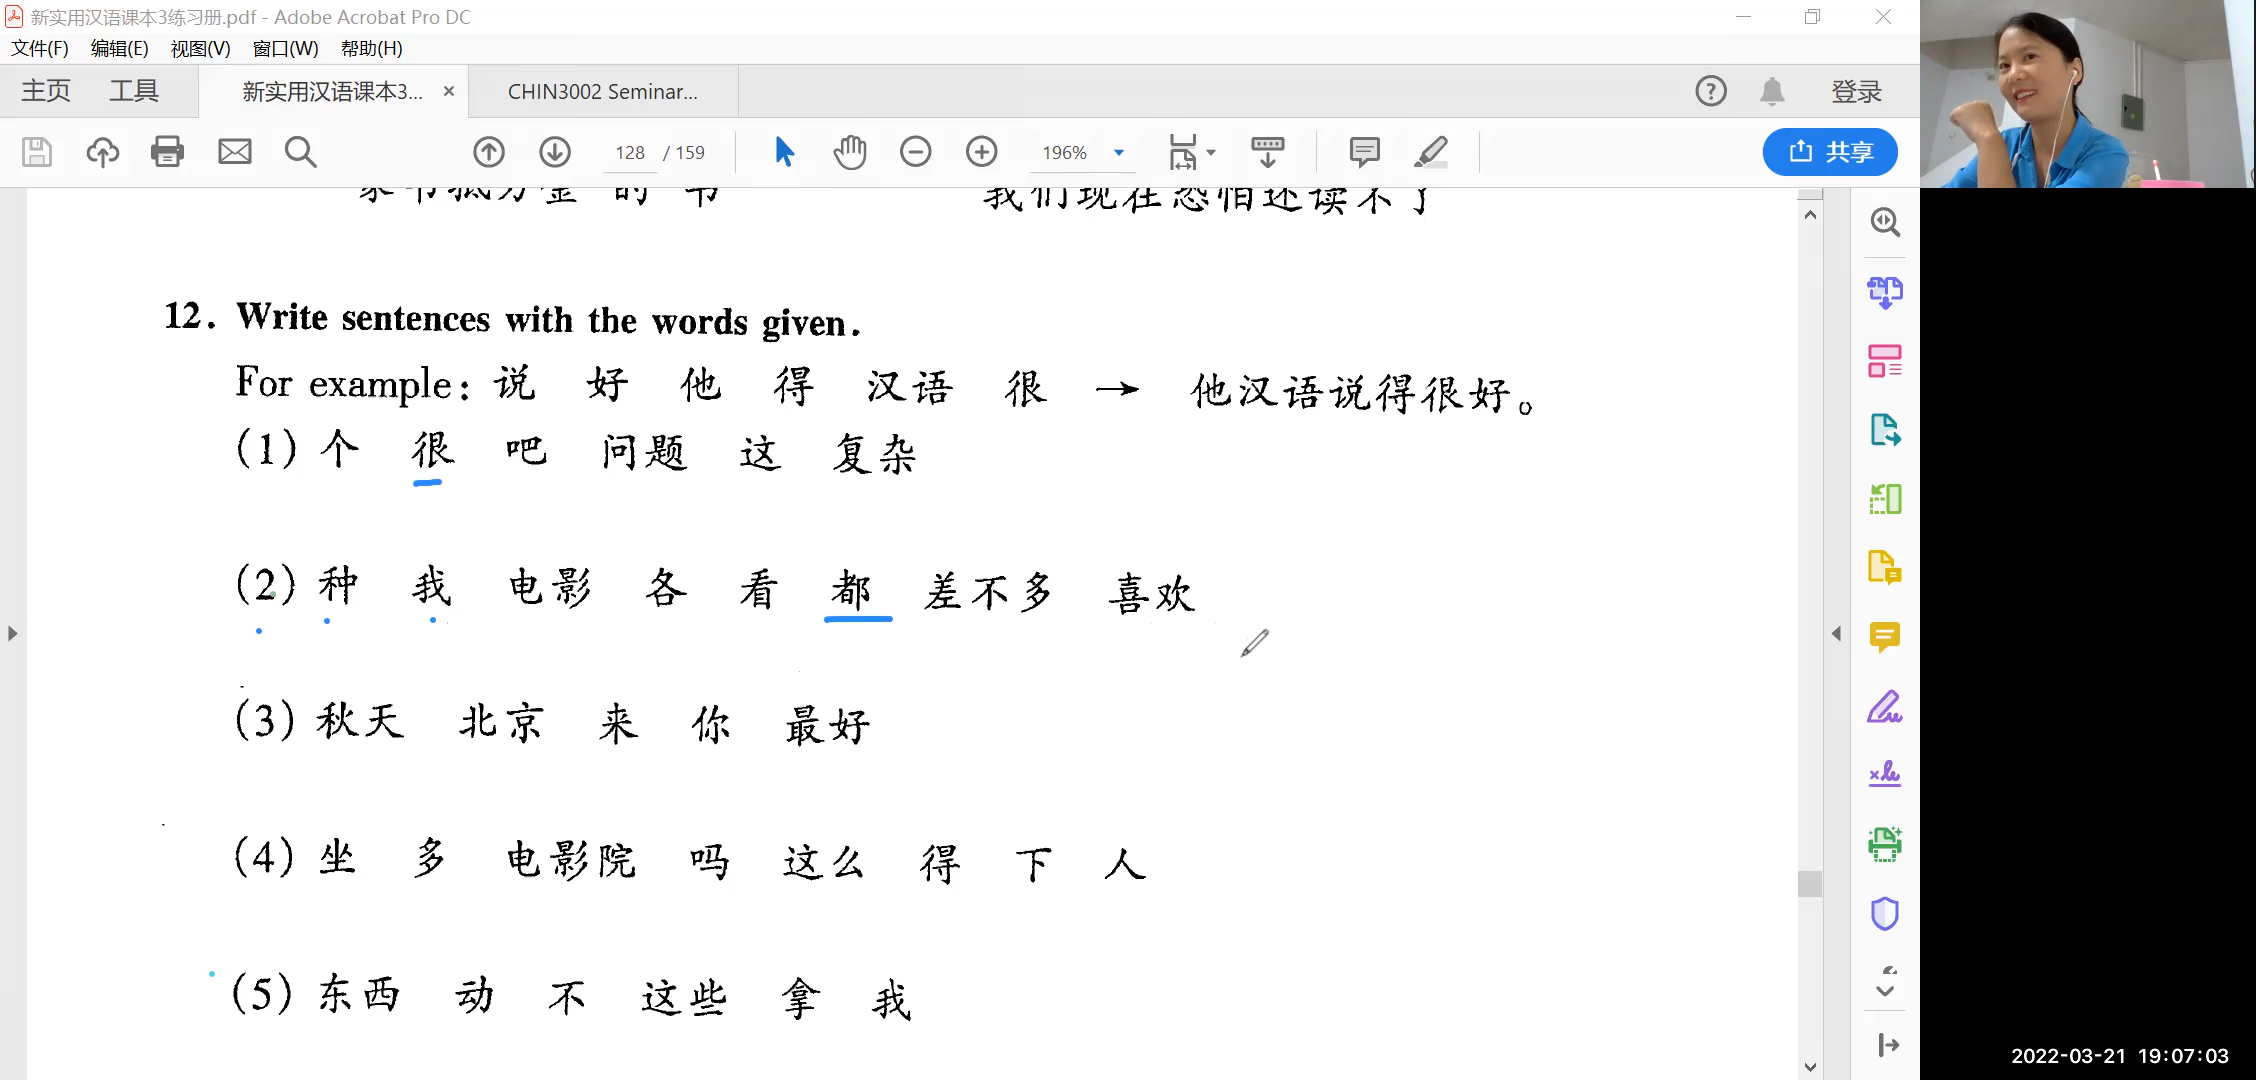 新实用汉语课本3练习册.pdf - Adobe Acrobat Pro DC
文件(F) 编辑(E) 视图(V) 窗口(W) 帮助(H)
主页 工具 新实用汉语课本3... × CHIN3002 Seminar... 登录
128 / 159 196% 共享
的 书 我们现在恐怕还读不了
12. Write sentences with the words given.
For example: 说 好 他 得 汉语 很 → 他汉语说得很好。
(1) 个 很 吧 问题 这 复杂
(2) 种 我 电影 各 看 都 差不多 喜欢
(3) 秋天 北京 来 你 最好
(4) 坐 多 电影院 吗 这么 得 下 人
(5) 东西 动 不 这些 拿 我
2022-03-21 19:07:03